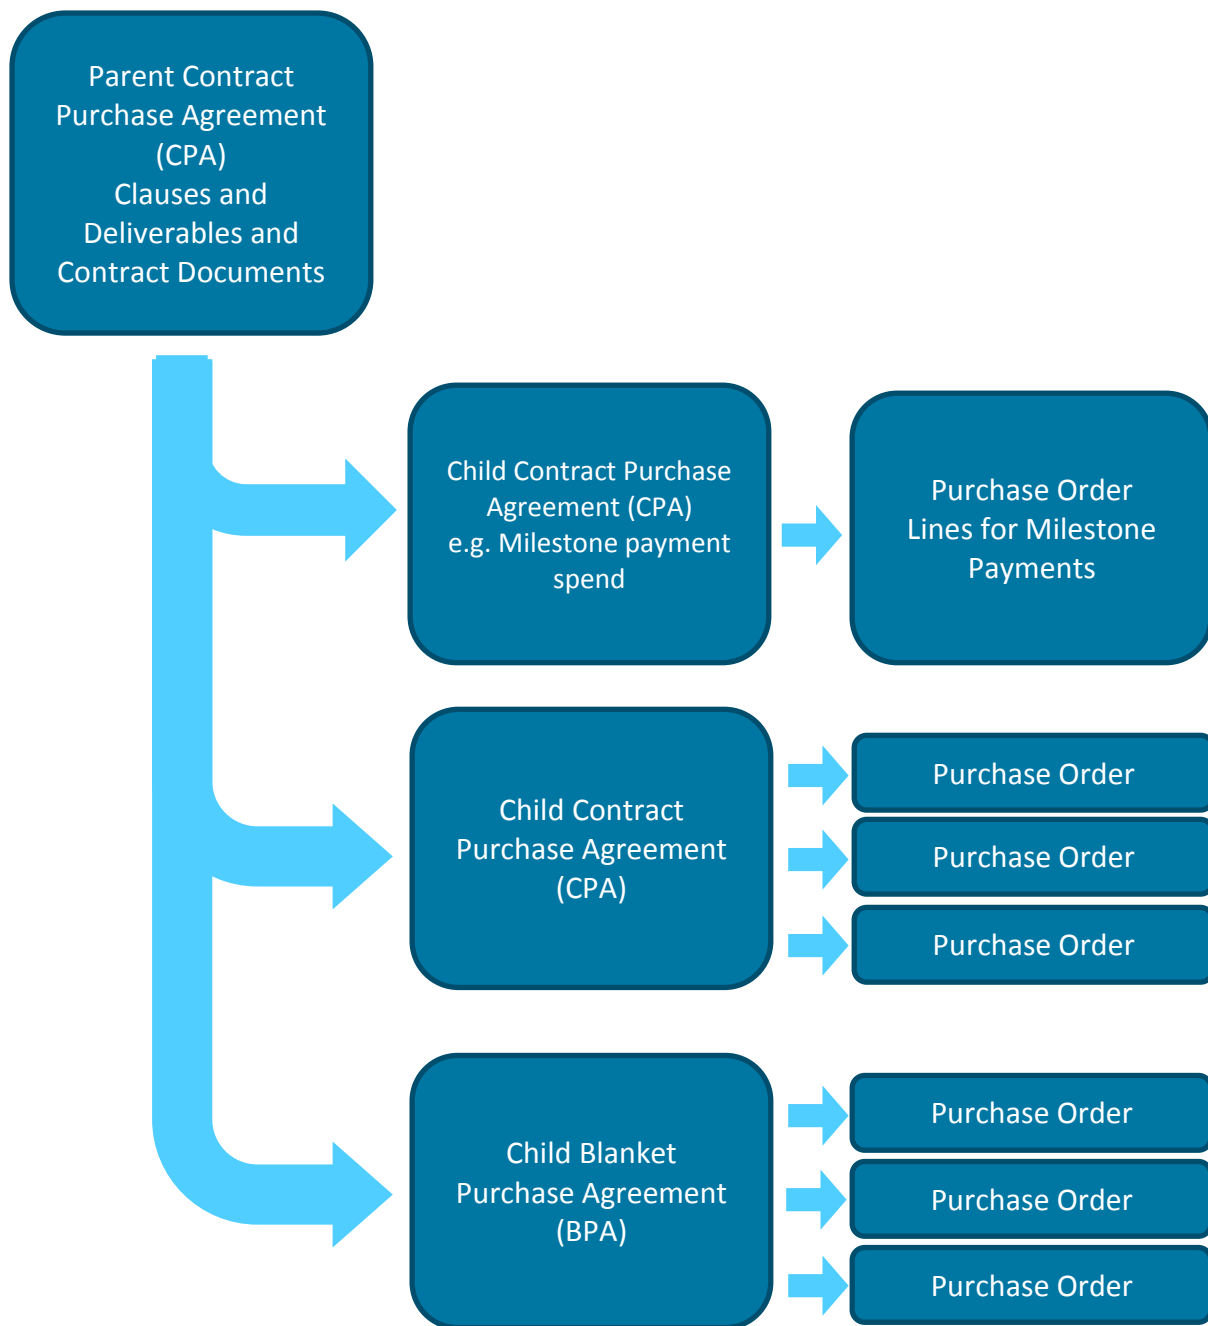 Parent Contract
Purchase Agreement
(CPA)
Clauses and
Deliverables and
Contract Documents
Child Contract Purchase
Agreement (CPA)
e.g. Milestone payment
spend
Purchase Order
Lines for Milestone
Payments
Child Contract
Purchase Agreement
(CPA)
Purchase Order
Purchase Order
Purchase Order
Child Blanket
Purchase Agreement
(BPA)
Purchase Order
Purchase Order
Purchase Order